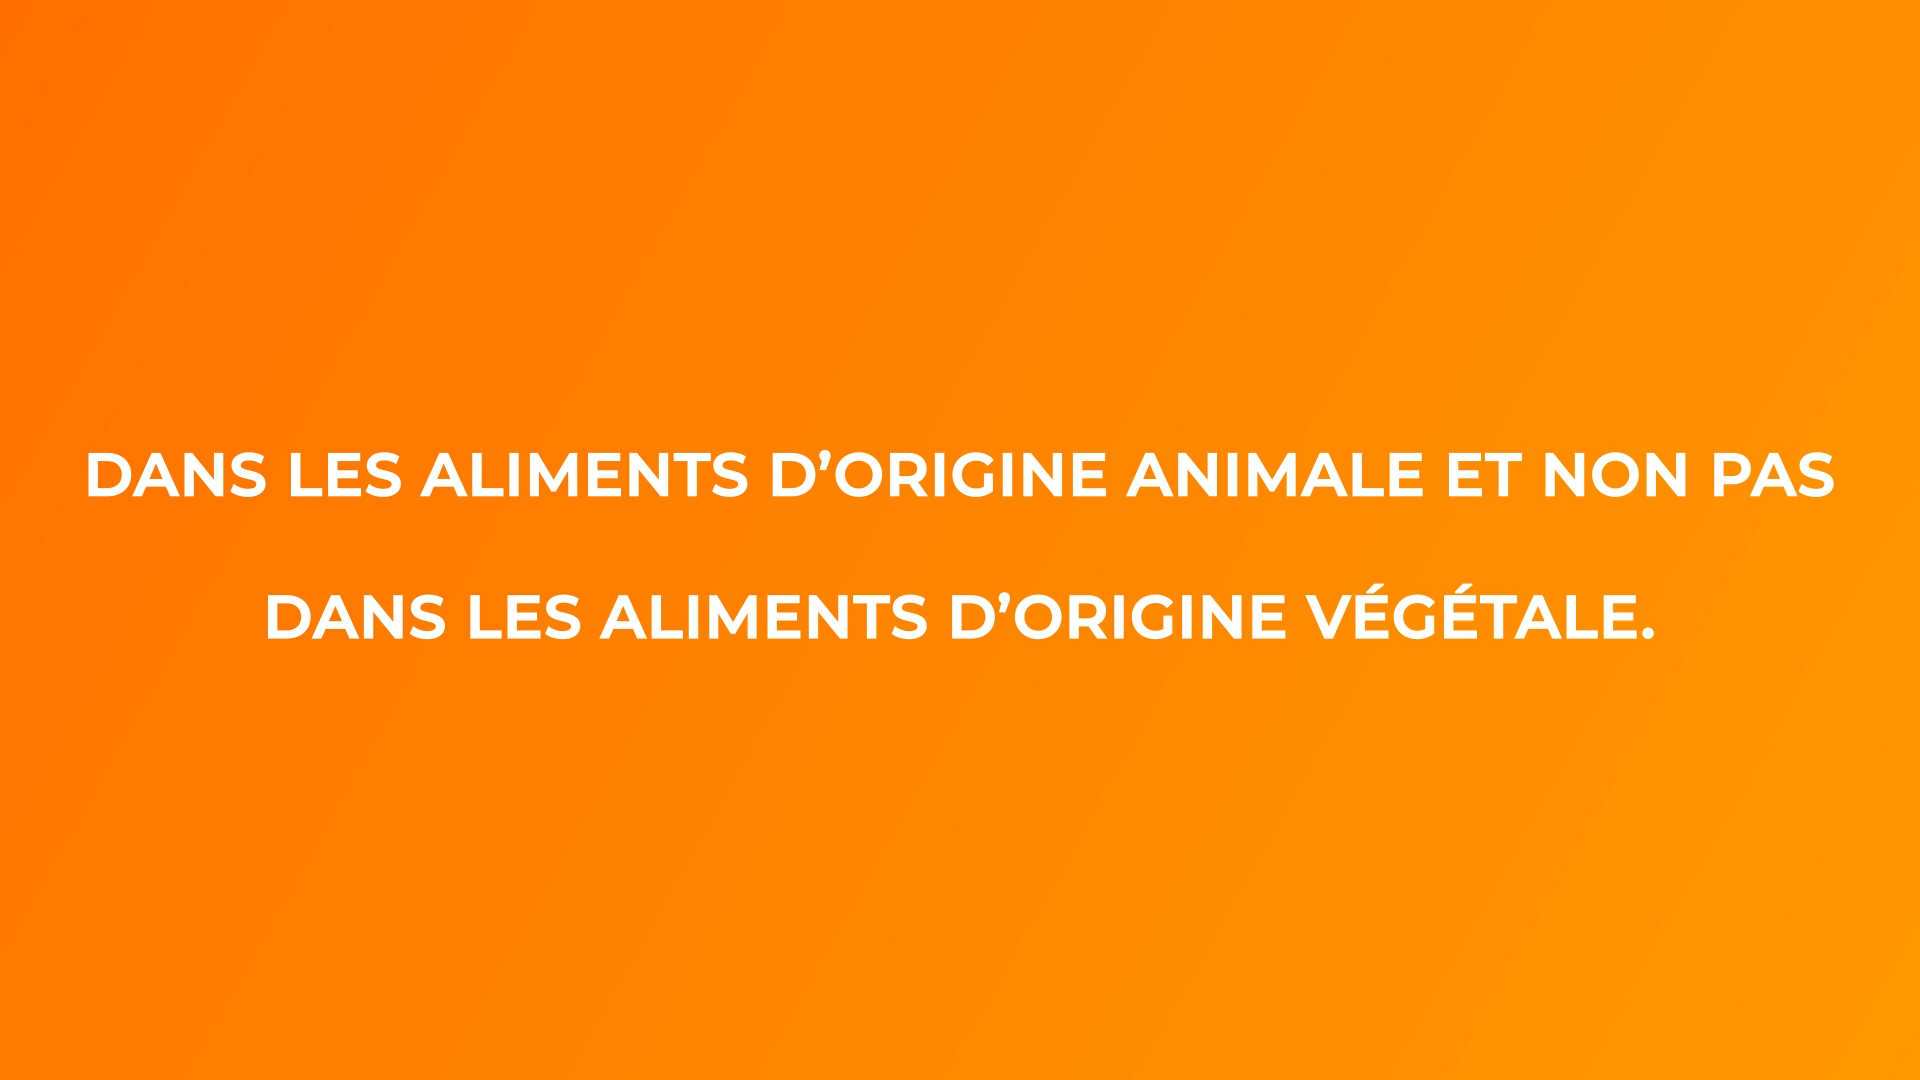 DANS LES ALIMENTS D’ORIGINE ANIMALE ET NON PAS
DANS LES ALIMENTS D’ORIGINE VÉGÉTALE.